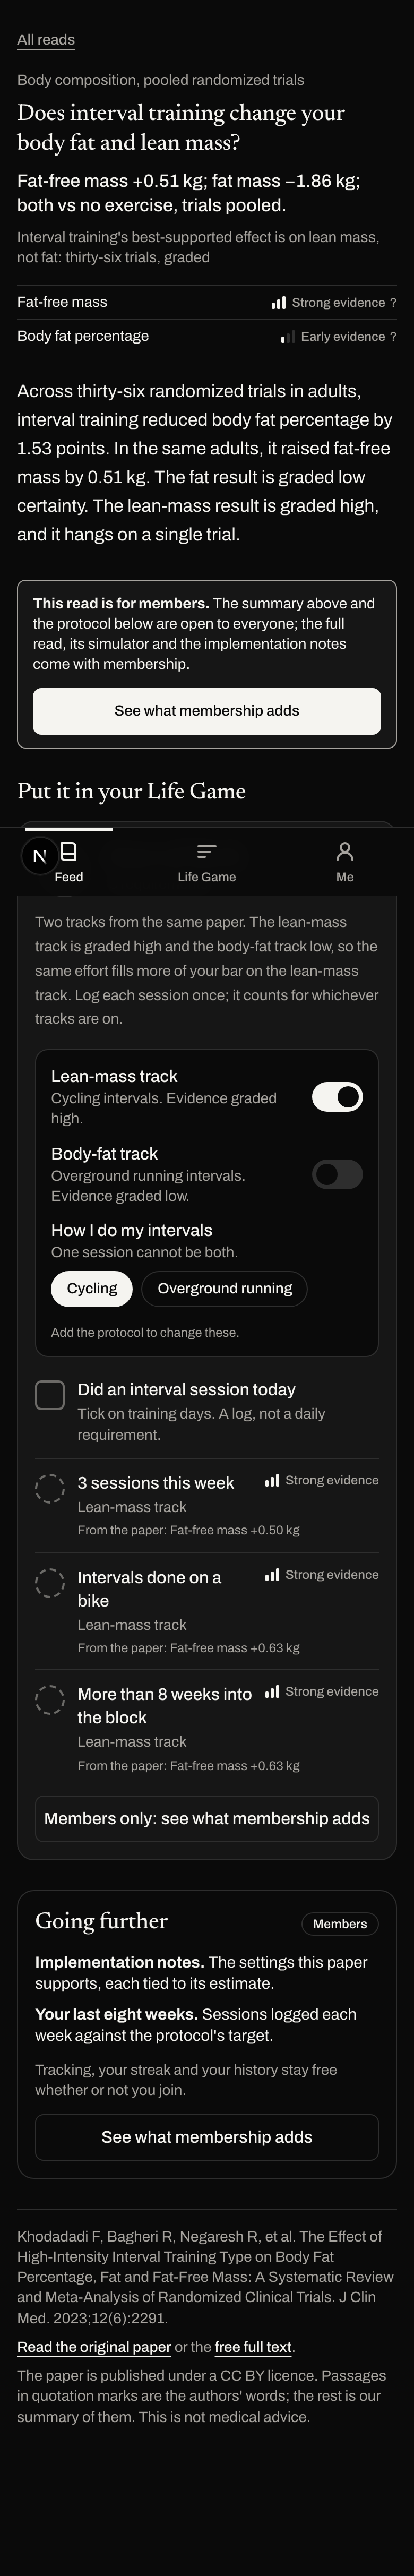 All reads
Body composition, pooled randomized trials
Does interval training change your
body fat and lean mass?
Fat-free mass +0.51 kg; fat mass −1.86 kg;
both vs no exercise, trials pooled.
Interval training's best-supported effect is on lean mass,
not fat: thirty-six trials, graded
Fat-free mass Strong evidence ?
Body fat percentage Early evidence ?
Across thirty-six randomized trials in adults,
interval training reduced body fat percentage by
1.53 points. In the same adults, it raised fat-free
mass by 0.51 kg. The fat result is graded low
certainty. The lean-mass result is graded high,
and it hangs on a single trial.
This read is for members. The summary above and
the protocol below are open to everyone; the full
read, its simulator and the implementation notes
come with membership.
See what membership adds
Put it in your Life Game
N
Feed Life Game Me
Two tracks from the same paper. The lean-mass
track is graded high and the body-fat track low, so the
same effort fills more of your bar on the lean-mass
track. Log each session once; it counts for whichever
tracks are on.
Lean-mass track
Cycling intervals. Evidence graded
high.
Body-fat track
Overground running intervals.
Evidence graded low.
How I do my intervals
One session cannot be both.
Cycling Overground running
Add the protocol to change these.
Did an interval session today
Tick on training days. A log, not a daily
requirement.
3 sessions this week Strong evidence
Lean-mass track
From the paper: Fat-free mass +0.50 kg
Intervals done on a Strong evidence
bike
Lean-mass track
From the paper: Fat-free mass +0.63 kg
More than 8 weeks into Strong evidence
the block
Lean-mass track
From the paper: Fat-free mass +0.63 kg
Members only: see what membership adds
Going further Members
Implementation notes. The settings this paper
supports, each tied to its estimate.
Your last eight weeks. Sessions logged each
week against the protocol's target.
Tracking, your streak and your history stay free
whether or not you join.
See what membership adds
Khodadadi F, Bagheri R, Negaresh R, et al. The Effect of
High-Intensity Interval Training Type on Body Fat
Percentage, Fat and Fat-Free Mass: A Systematic Review
and Meta-Analysis of Randomized Clinical Trials. J Clin
Med. 2023;12(6):2291.
Read the original paper or the free full text.
The paper is published under a CC BY licence. Passages
in quotation marks are the authors' words; the rest is our
summary of them. This is not medical advice.